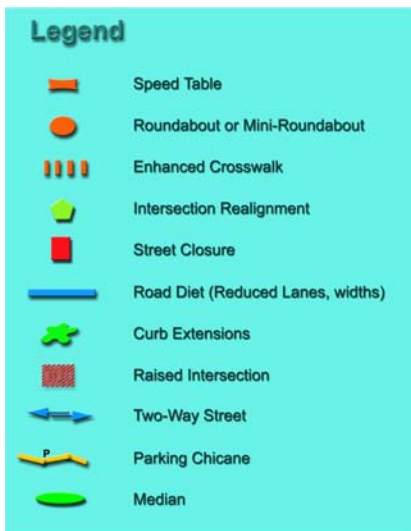 Legend
Speed Table
Roundabout or Mini-Roundabout
Enhanced Crosswalk
Intersection Realignment
Street Closure
Road Diet (Reduced Lanes, widths)
Curb Extensions
Raised Intersection
Two-Way Street
P
Parking Chicane
Median